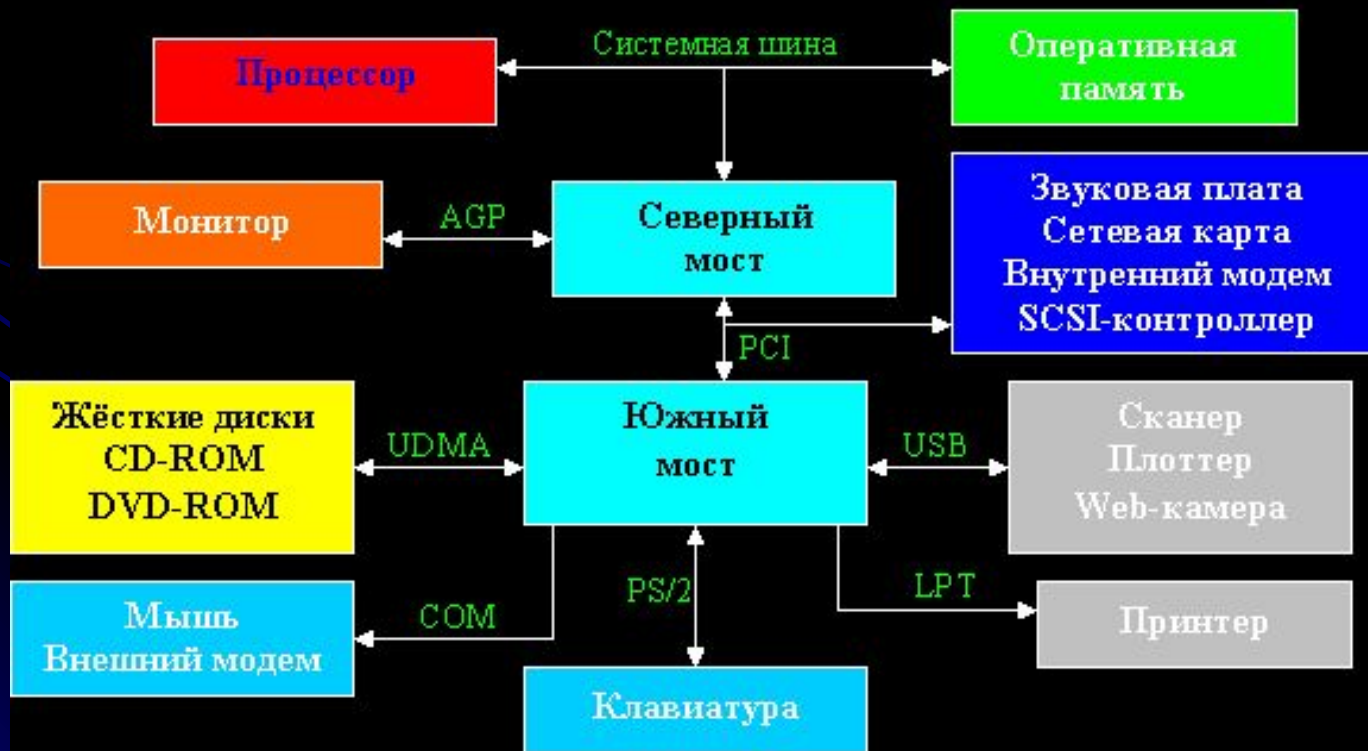 Системная шина
Процессор
Оперативная
память
Монитор
AGP
Северный
мост
Звуковая плата
Сетевая карта
Внутренний модем
SCSI-контроллер
PCI
Жёсткие диски
CD-ROM
DVD-ROM
UDMA
Южный
мост
USB
Сканер
Плоттер
Web-камера
Мышь
Внешний модем
COM
PS/2
LPT
Принтер
Клавиатура